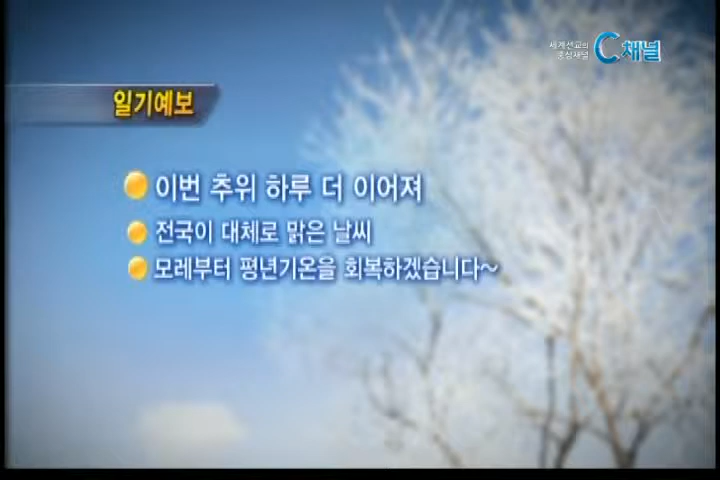 세계선교의
중심채널
C채널
일기예보
이번 추위 하루 더 이어져
전국이 대체로 맑은 날씨
모레부터 평년기온을 회복하겠습니다~